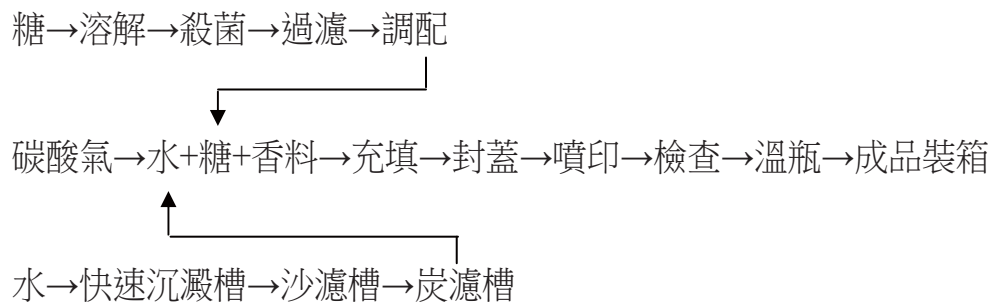 糖→溶解→殺菌→過濾→調配
碳酸氣→水+糖+香料→充填→封蓋→噴印→檢查→溫瓶→成品裝箱
水→快速沉澱槽→沙濾槽→炭濾槽